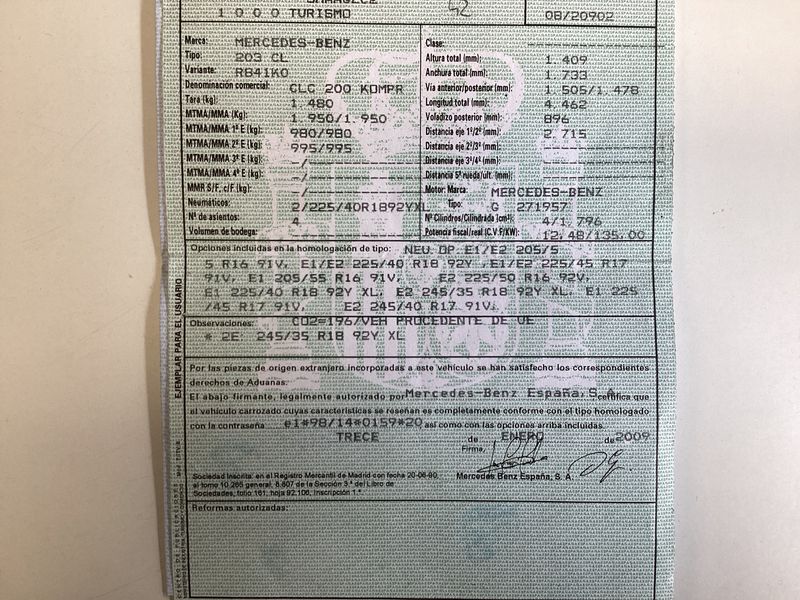 1000 TURISMO
08/20902
Marca: MERCEDES-BENZ
Tipo: 203 CL
Variante: RB41K0
Denominación comercial: CLC 200 KOMPR
Tara (kg): 1.480
MTMA/MMA (Kg): 1.950/1.950
MTMA/MMA 1º E (kg): 980/980
MTMA/MMA 2º E (kg): 995/995
MTMA/MMA 3º E (kg): -/-
MTMA/MMA 4º E (kg): -/-
MMR S/F, c/F (kg): -/-
Neumáticos: 2/225/40R1892YXL
Nº de asientos: 4
Volumen de bodega:
Clase:
Altura total (mm): 1.409
Anchura total (mm): 1.733
Vía anterior/posterior (mm): 1.505/1.478
Longitud total (mm): 4.462
Voladizo posterior (mm): 896
Distancia eje 1º/2º (mm): 2.715
Distancia eje 2º/3º (mm):
Distancia eje 3º/4º (mm):
Distancia 5ª rueda/últ. (mm):
Motor: Marca: MERCEDES-BENZ
Tipo: G 271957
Nº Cilindros/Cilindrada (cm³): 4/1.796
Potencia fiscal/real (C.V.F/KW): 12,48/135,00
Opciones incluidas en la homologación de tipo: NEU OP E1/E2 205/5
5 R16 91V, E1/E2 225/40 R18 92Y, E1/E2 225/45 R17
91V, E1 205/55 R16 91V, E2 225/50 R16 92V,
E1 225/40 R18 92Y XL, E2 245/35 R18 92Y XL, E1 225
/45 R17 91V, E2 245/40 R17 91V,
Observaciones: CO2=196/VEH PROCEDENTE DE UE
* 2E: 245/35 R18 92Y XL
Por las piezas de origen extranjero incorporadas a este vehículo se han satisfecho los correspondientes
derechos de Aduanas.
El abajo firmante, legalmente autorizado por Mercedes-Benz España, S.A. certifica que
el vehículo carrozado cuyas características se reseñan es completamente conforme con el tipo homologado
con la contraseña e1*98/14*0159*20 así como con las opciones arriba incluidas.
TRECE de ENERO de 2009
Firma,
Mercedes Benz España, S. A.
Sociedad Inscrita: en el Registro Mercantil de Madrid con fecha 20-06-90,
al tomo 10.265 general, 8.607 de la Sección 3.ª del Libro de
Sociedades, folio 161, hoja 92.106, inscripción 1.ª
Reformas autorizadas:
EJEMPLAR PARA EL USUARIO